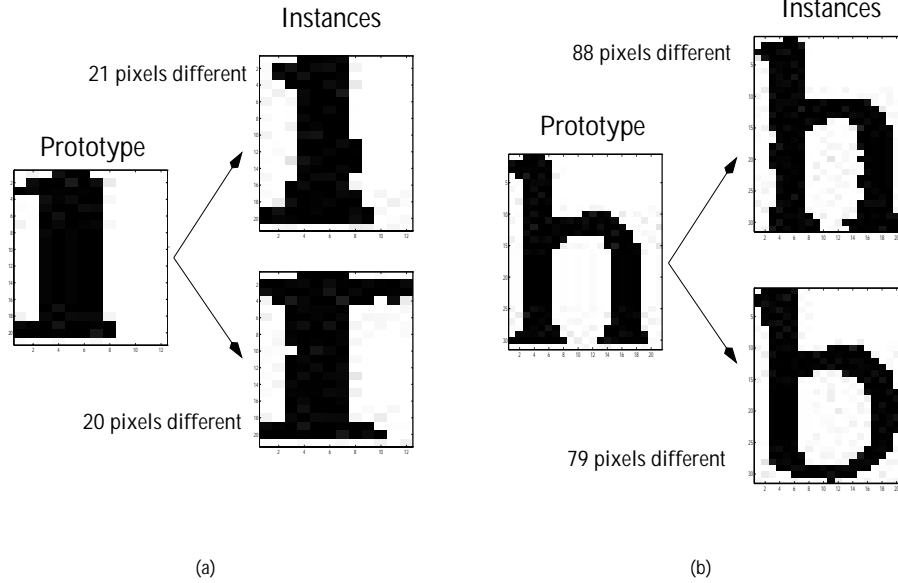 Instances
21 pixels different
Prototype
20 pixels different
(a)
Instances
88 pixels different
Prototype
79 pixels different
(b)